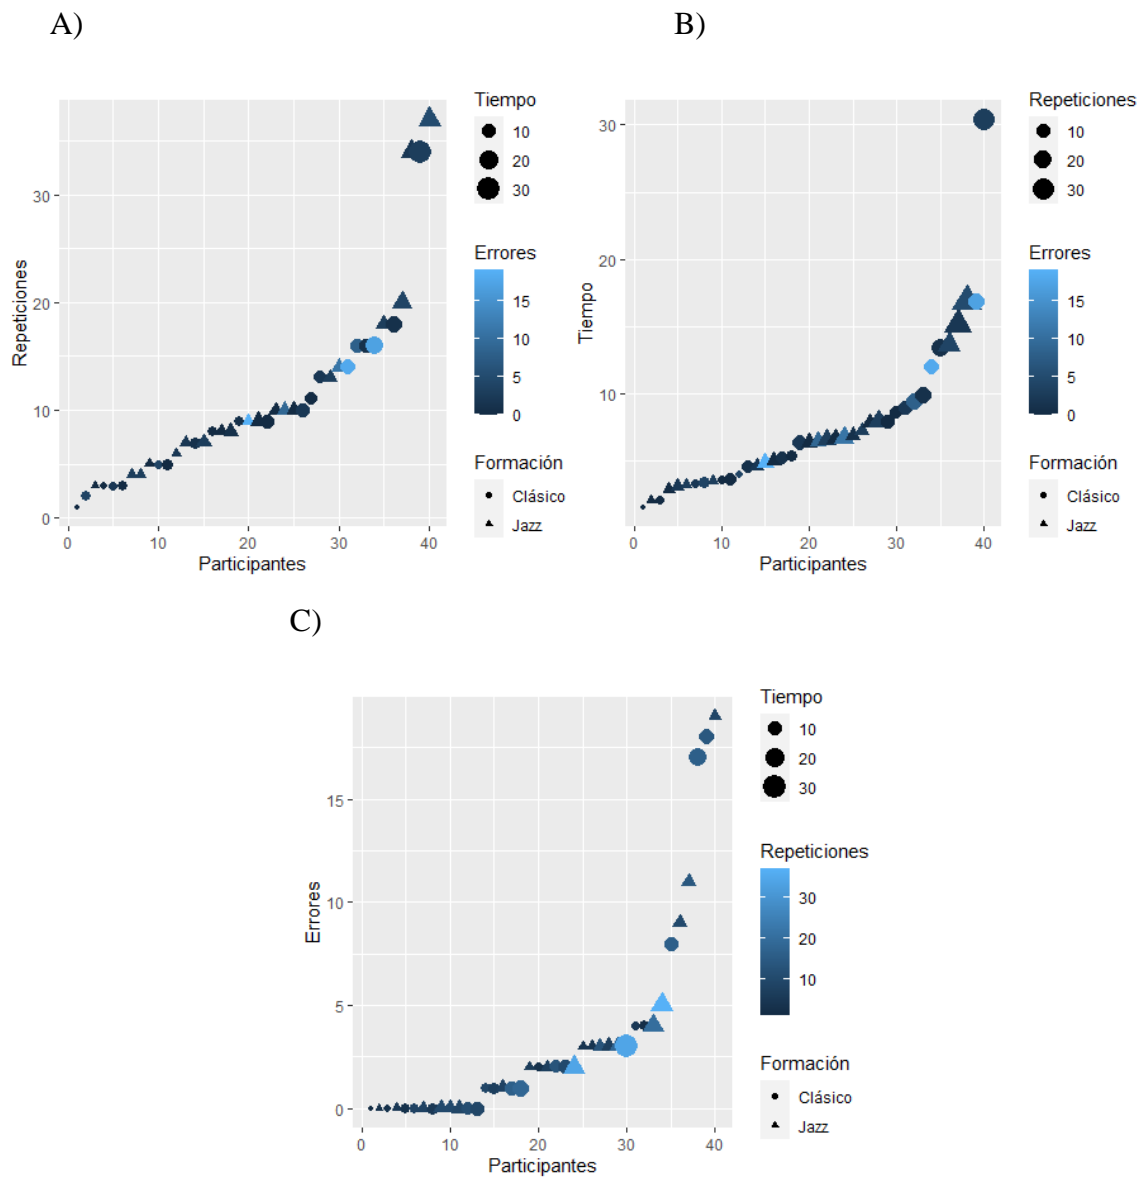 A)
B)
Repeticiones
30
20
10
0
0 10 20 30 40
Participantes
Tiempo
10
20
30
Errores
15
10
5
0
Formación
Clásico
Jazz
Tiempo
30
20
10
0 10 20 30 40
Participantes
Repeticiones
10
20
30
Errores
15
10
5
0
Formación
Clásico
Jazz
C)
Errores
15
10
5
0
0 10 20 30 40
Participantes
Tiempo
10
20
30
Repeticiones
30
20
10
Formación
Clásico
Jazz